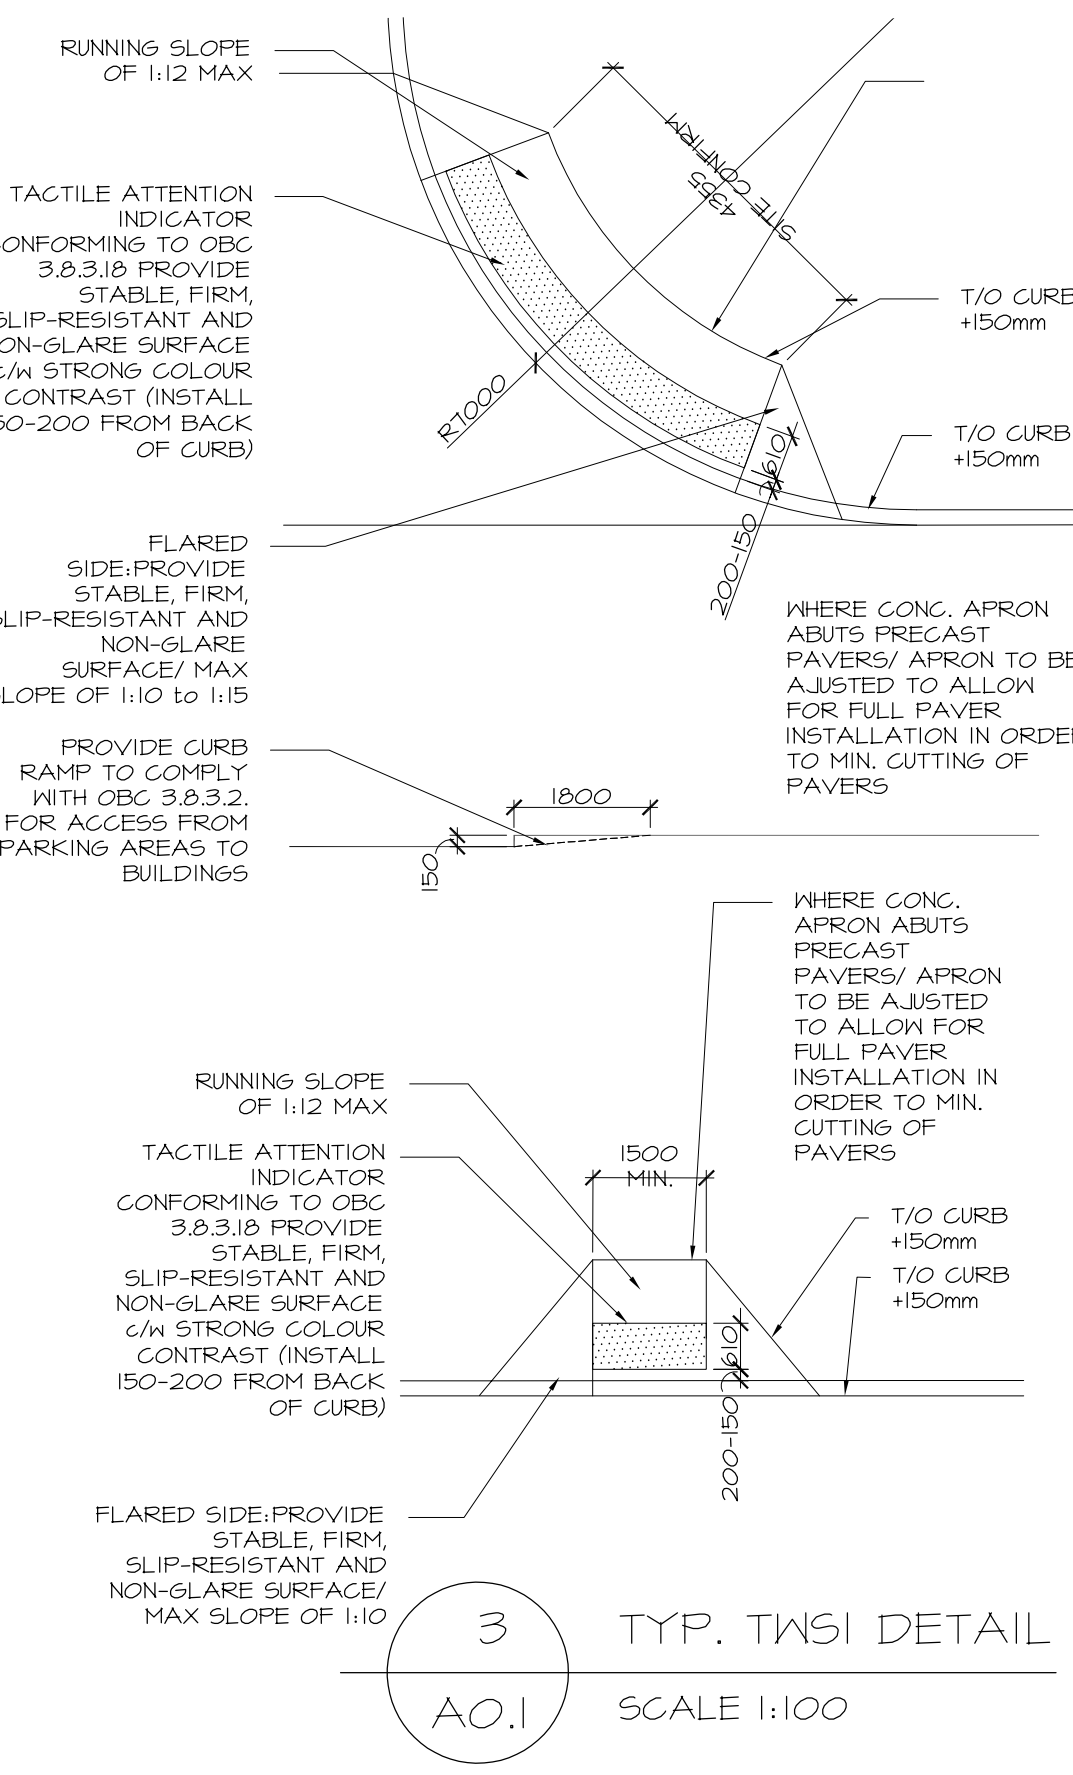 RUNNING SLOPE
OF 1:12 MAX
SITE CONFIRM
4355
TACTILE ATTENTION
INDICATOR
ONFORMING TO OBC
3.8.3.18 PROVIDE
STABLE, FIRM,
SLIP-RESISTANT AND
ON-GLARE SURFACE
c/w STRONG COLOUR
CONTRAST (INSTALL
50-200 FROM BACK
OF CURB)
T/O CURB
+150mm
R7000
T/O CURB
+150mm
610
200-150
FLARED
SIDE:PROVIDE
STABLE, FIRM,
SLIP-RESISTANT AND
NON-GLARE
SURFACE/ MAX
SLOPE OF 1:10 to 1:15
WHERE CONC. APRON
ABUTS PRECAST
PAVERS/ APRON TO BE
AJUSTED TO ALLOW
FOR FULL PAVER
INSTALLATION IN ORDER
TO MIN. CUTTING OF
PAVERS
PROVIDE CURB
RAMP TO COMPLY
WITH OBC 3.8.3.2.
FOR ACCESS FROM
PARKING AREAS TO
BUILDINGS
1800
150
WHERE CONC.
APRON ABUTS
PRECAST
PAVERS/ APRON
TO BE AJUSTED
TO ALLOW FOR
FULL PAVER
INSTALLATION IN
ORDER TO MIN.
CUTTING OF
PAVERS
RUNNING SLOPE
OF 1:12 MAX
TACTILE ATTENTION
INDICATOR
CONFORMING TO OBC
3.8.3.18 PROVIDE
STABLE, FIRM,
SLIP-RESISTANT AND
NON-GLARE SURFACE
c/w STRONG COLOUR
CONTRAST (INSTALL
150-200 FROM BACK
OF CURB)
1500
MIN.
T/O CURB
+150mm
T/O CURB
+150mm
610
200-150
FLARED SIDE:PROVIDE
STABLE, FIRM,
SLIP-RESISTANT AND
NON-GLARE SURFACE/
MAX SLOPE OF 1:10
3
A0.1
TYP. TWSI DETAIL
SCALE 1:100